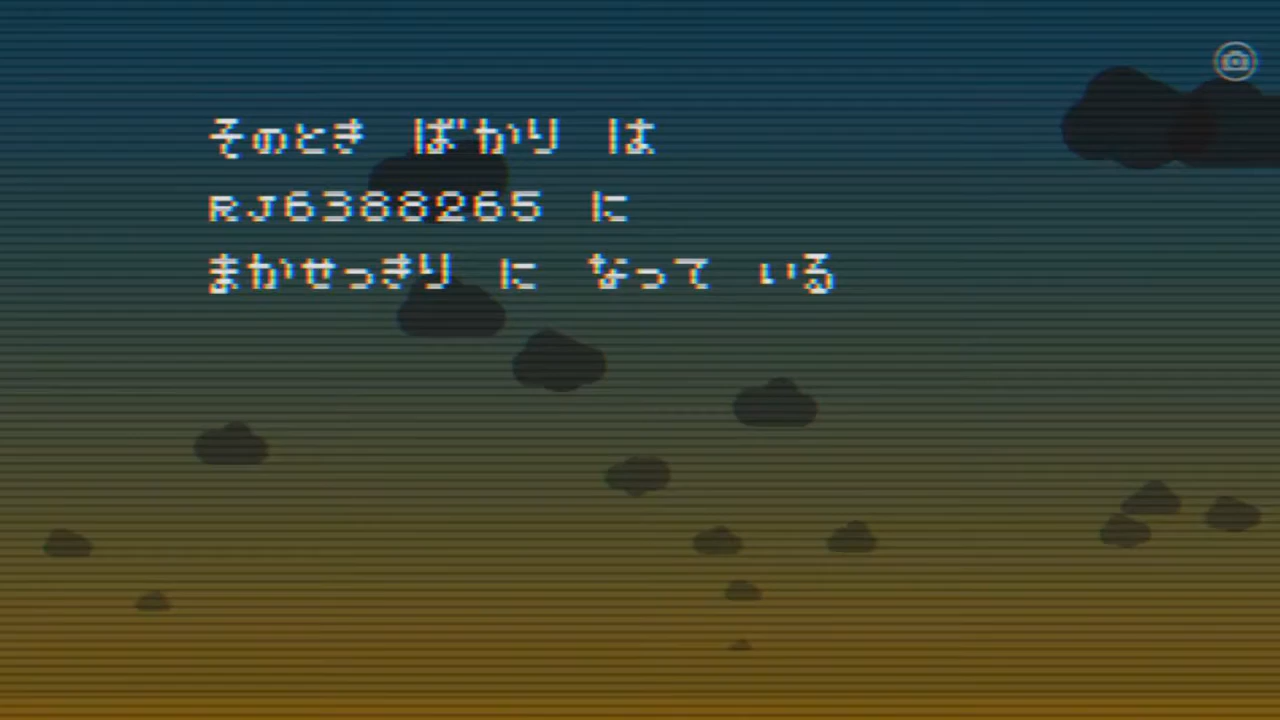 そのとき　ばかり　は
RJ6388265　に
まかせっきり　に　なって　いる